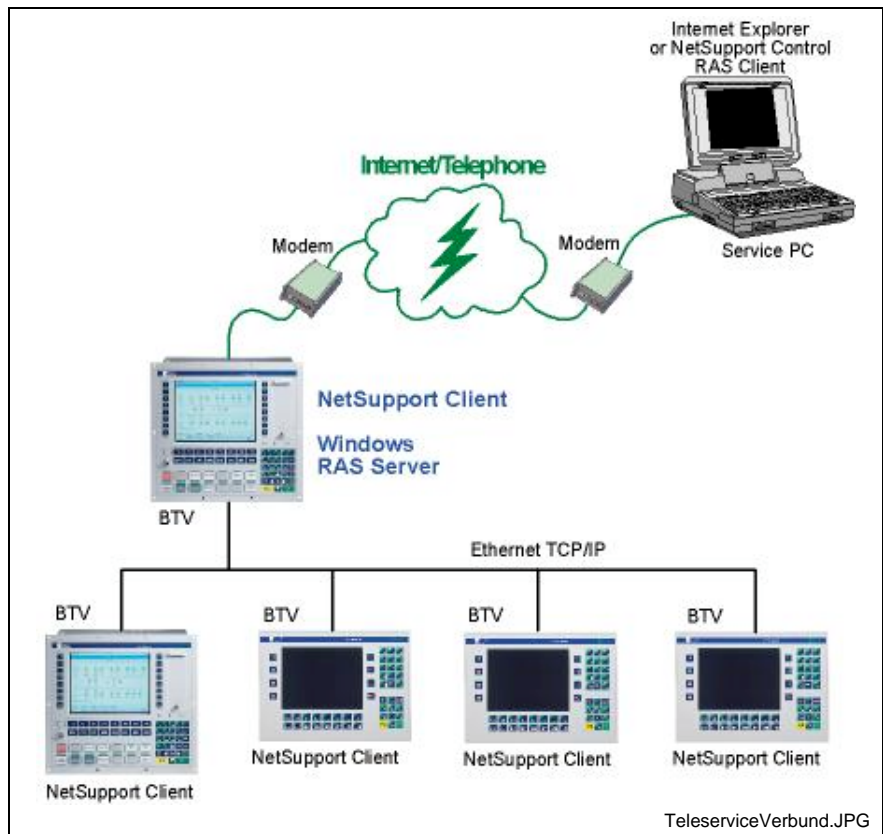 Internet Explorer
or NetSupport Control
RAS Client
Internet/Telephone
Modem
Modem
Service PC
NetSupport Client
Windows
RAS Server
BTV
Ethernet TCP/IP
BTV
BTV
BTV
BTV
NetSupport Client
NetSupport Client
NetSupport Client
NetSupport Client
TeleserviceVerbund.JPG